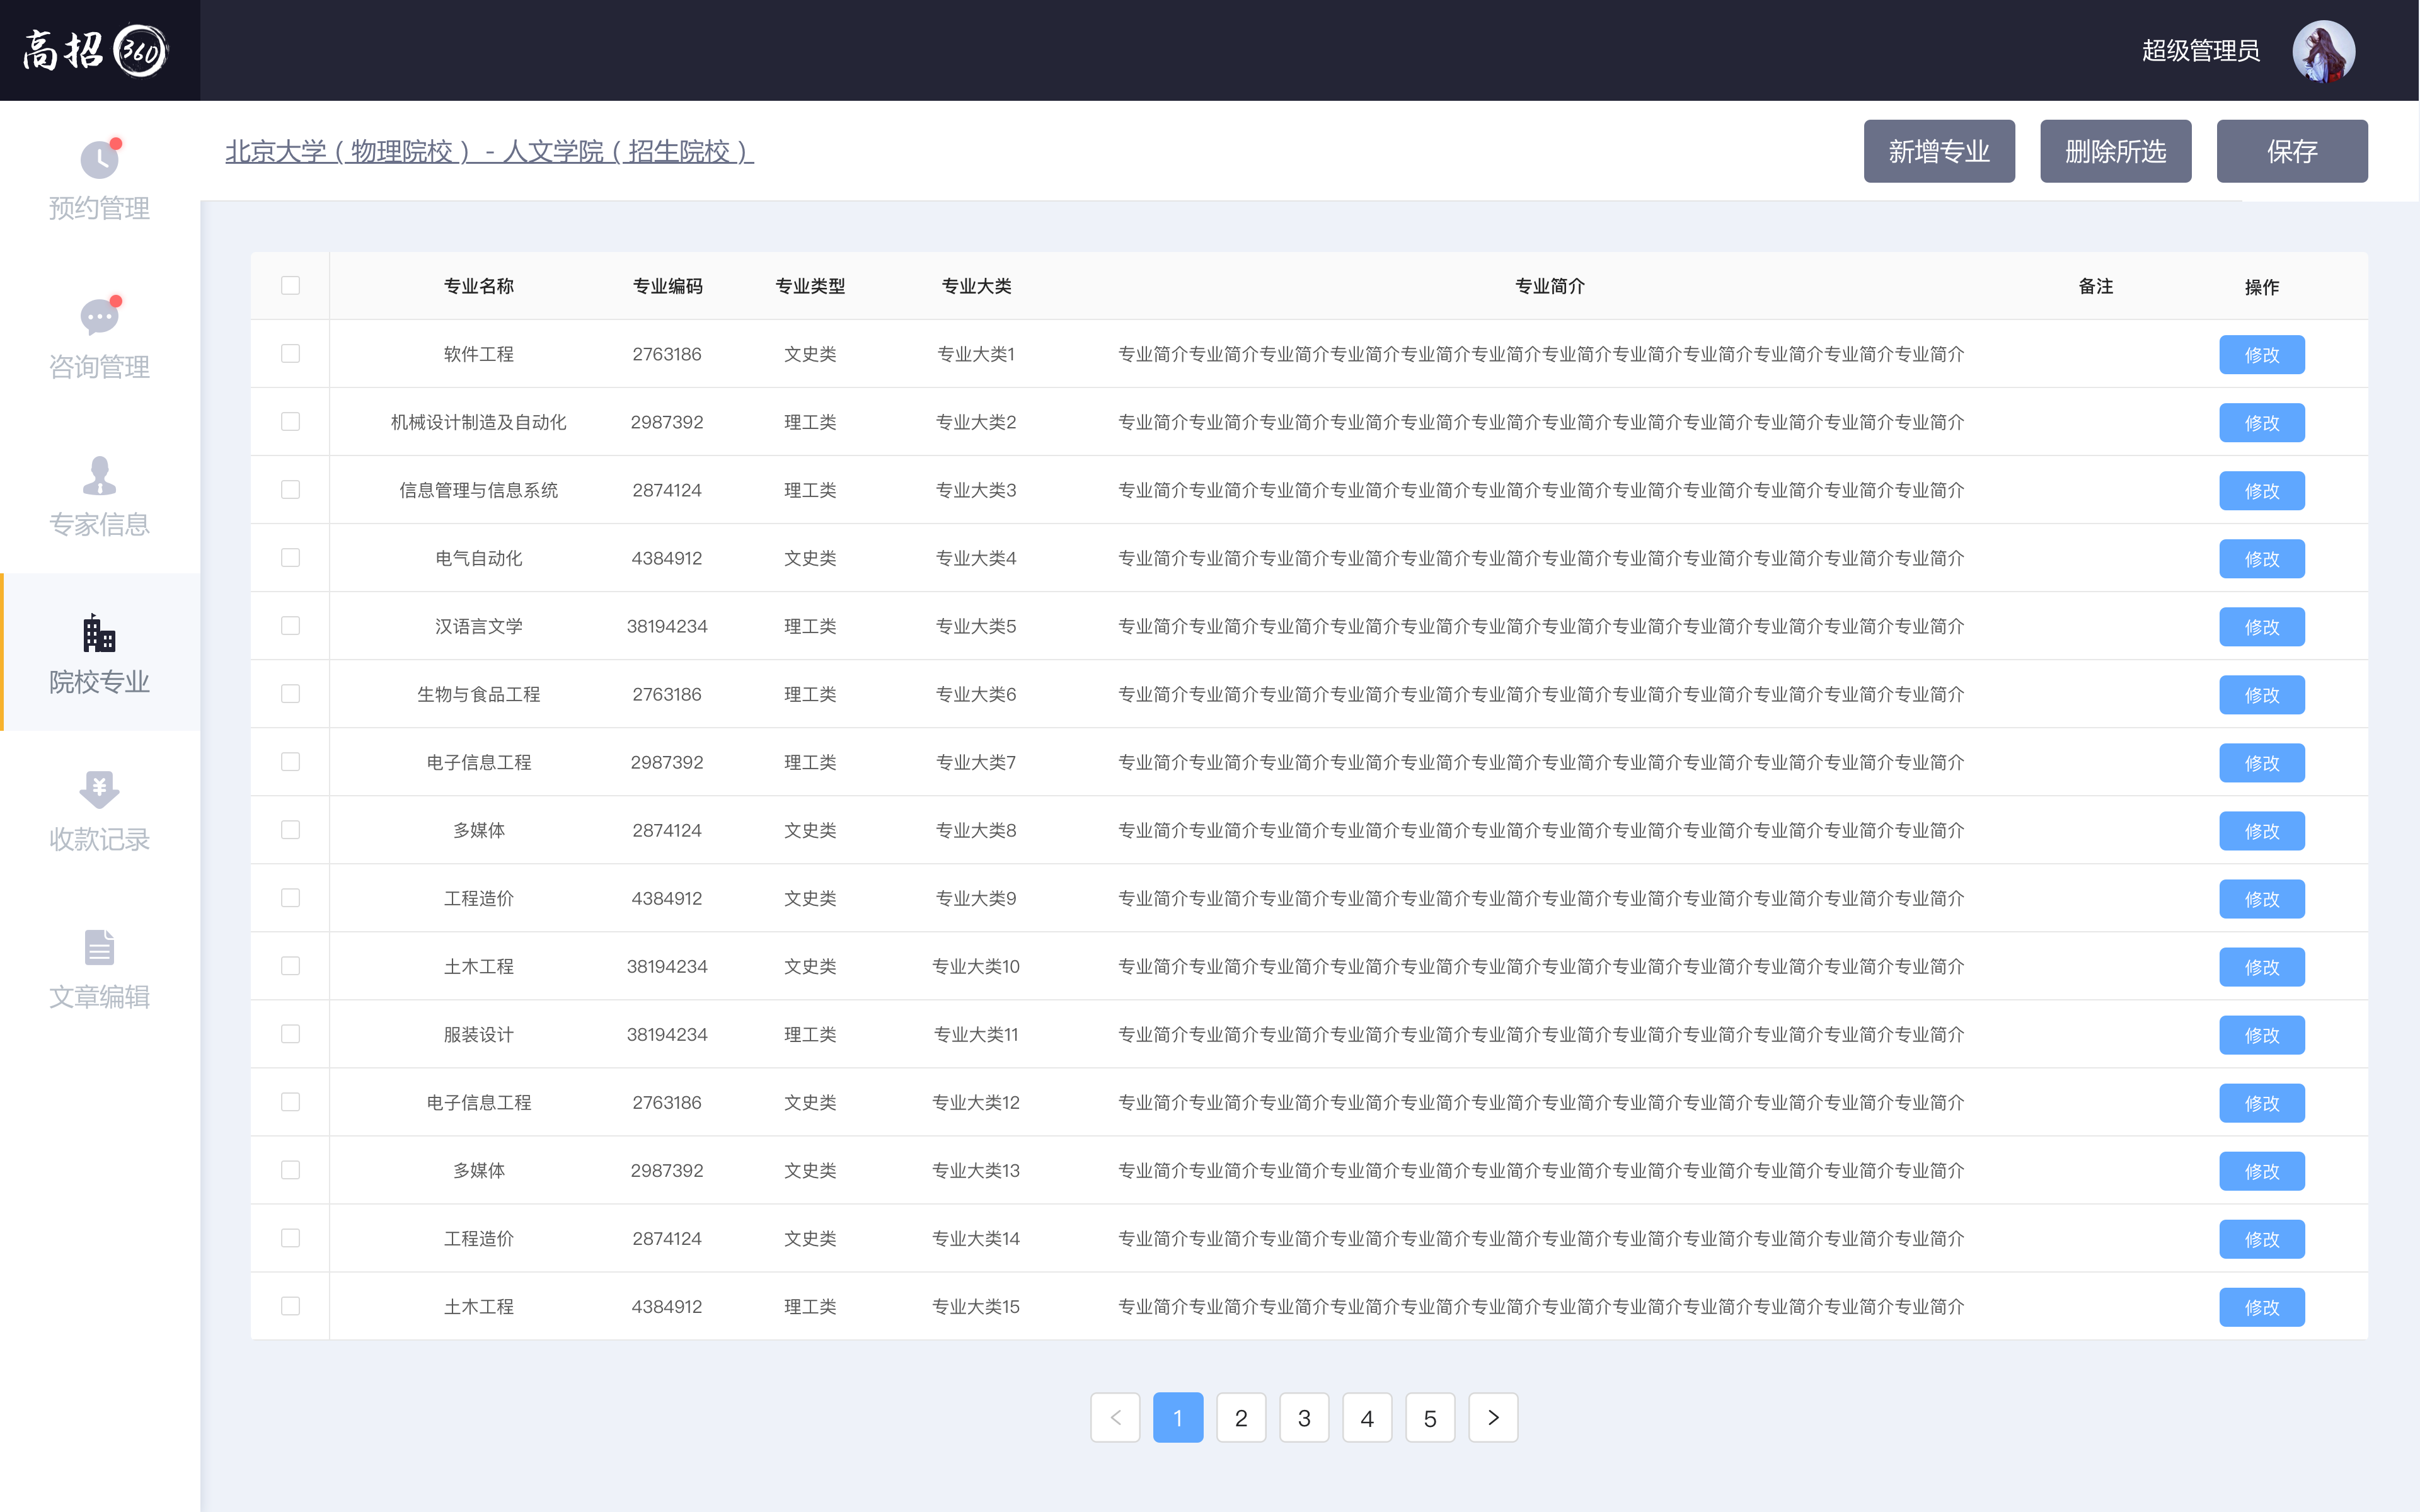 高招360
超级管理员
北京大学（物理院校） - 人文学院（招生院校）
新增专业 删除所选 保存
预约管理
咨询管理
专家信息
院校专业
收款记录
文章编辑
专业名称 专业编码 专业类型 专业大类 专业简介 备注 操作
软件工程 2763186 文史类 专业大类1 专业简介专业简介专业简介专业简介专业简介专业简介专业简介专业简介专业简介专业简介专业简介专业简介 修改
机械设计制造及自动化 2987392 理工类 专业大类2 专业简介专业简介专业简介专业简介专业简介专业简介专业简介专业简介专业简介专业简介专业简介专业简介 修改
信息管理与信息系统 2874124 理工类 专业大类3 专业简介专业简介专业简介专业简介专业简介专业简介专业简介专业简介专业简介专业简介专业简介专业简介 修改
电气自动化 4384912 文史类 专业大类4 专业简介专业简介专业简介专业简介专业简介专业简介专业简介专业简介专业简介专业简介专业简介专业简介 修改
汉语言文学 38194234 理工类 专业大类5 专业简介专业简介专业简介专业简介专业简介专业简介专业简介专业简介专业简介专业简介专业简介专业简介 修改
生物与食品工程 2763186 理工类 专业大类6 专业简介专业简介专业简介专业简介专业简介专业简介专业简介专业简介专业简介专业简介专业简介专业简介 修改
电子信息工程 2987392 理工类 专业大类7 专业简介专业简介专业简介专业简介专业简介专业简介专业简介专业简介专业简介专业简介专业简介专业简介 修改
多媒体 2874124 文史类 专业大类8 专业简介专业简介专业简介专业简介专业简介专业简介专业简介专业简介专业简介专业简介专业简介专业简介 修改
工程造价 4384912 文史类 专业大类9 专业简介专业简介专业简介专业简介专业简介专业简介专业简介专业简介专业简介专业简介专业简介专业简介 修改
土木工程 38194234 文史类 专业大类10 专业简介专业简介专业简介专业简介专业简介专业简介专业简介专业简介专业简介专业简介专业简介专业简介 修改
服装设计 38194234 理工类 专业大类11 专业简介专业简介专业简介专业简介专业简介专业简介专业简介专业简介专业简介专业简介专业简介专业简介 修改
电子信息工程 2763186 文史类 专业大类12 专业简介专业简介专业简介专业简介专业简介专业简介专业简介专业简介专业简介专业简介专业简介专业简介 修改
多媒体 2987392 文史类 专业大类13 专业简介专业简介专业简介专业简介专业简介专业简介专业简介专业简介专业简介专业简介专业简介专业简介 修改
工程造价 2874124 文史类 专业大类14 专业简介专业简介专业简介专业简介专业简介专业简介专业简介专业简介专业简介专业简介专业简介专业简介 修改
土木工程 4384912 理工类 专业大类15 专业简介专业简介专业简介专业简介专业简介专业简介专业简介专业简介专业简介专业简介专业简介专业简介 修改
< 1 2 3 4 5 >